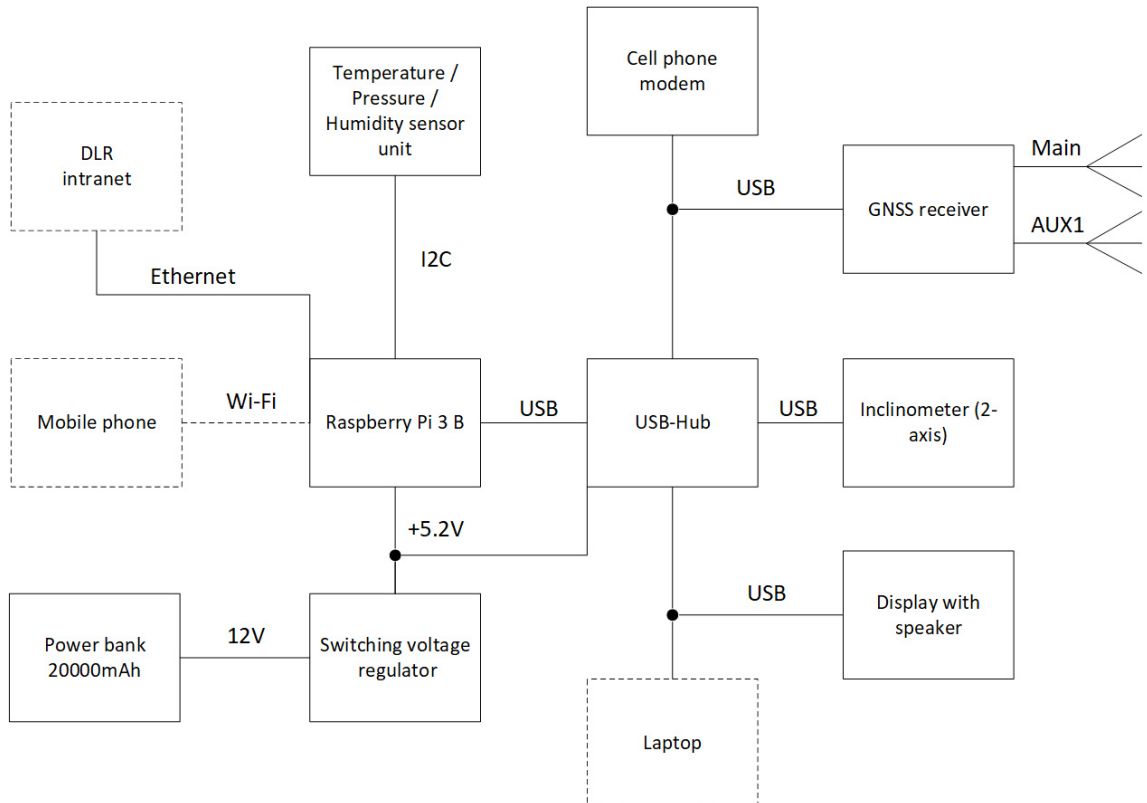 Cell phone
modem
Temperature /
Pressure /
Humidity sensor
unit
DLR
intranet
Main
USB
GNSS receiver
AUX1
I2C
Ethernet
Mobile phone
Wi-Fi
Raspberry Pi 3 B
USB
USB-Hub
USB
Inclinometer (2-
axis)
+5.2V
Power bank
20000mAh
12V
Switching voltage
regulator
USB
Display with
speaker
Laptop